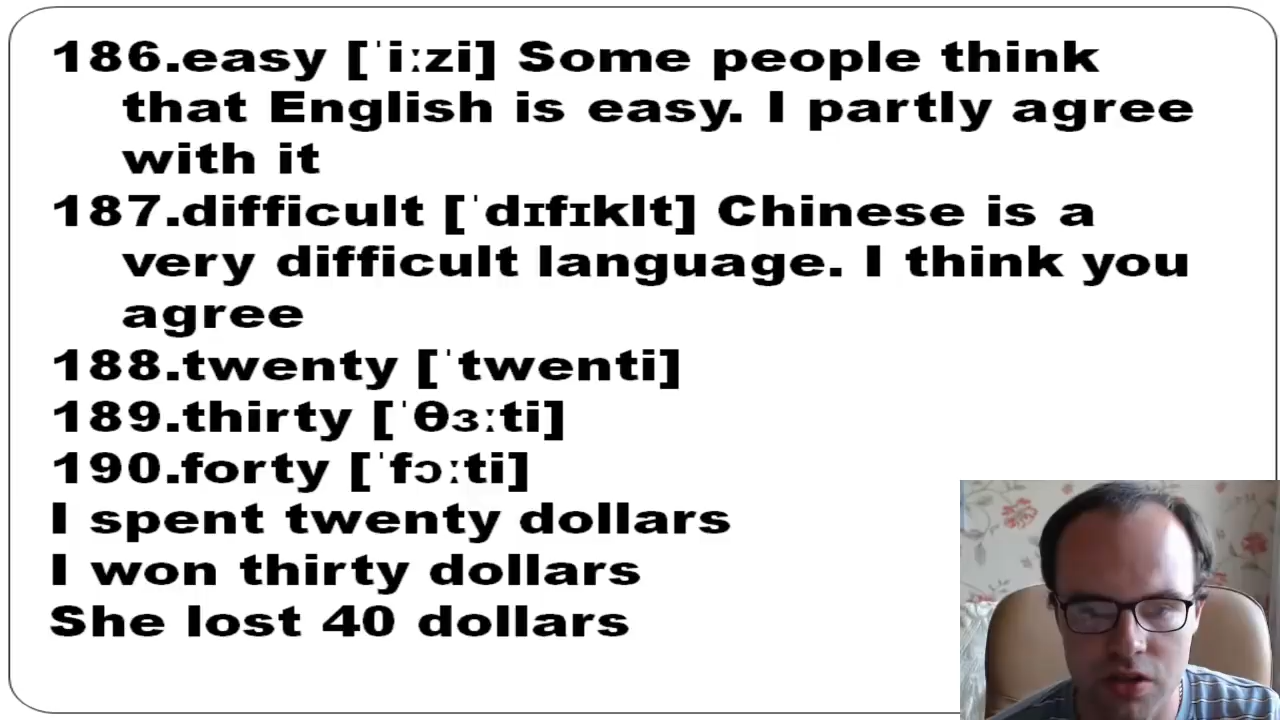 186.easy [ˈiːzi] Some people think
that English is easy. I partly agree
with it
187.difficult [ˈdɪfɪklt] Chinese is a
very difficult language. I think you
agree
188.twenty [ˈtwenti]
189.thirty [ˈθɜːti]
190.forty [ˈfɔːti]
I spent twenty dollars
I won thirty dollars
She lost 40 dollars